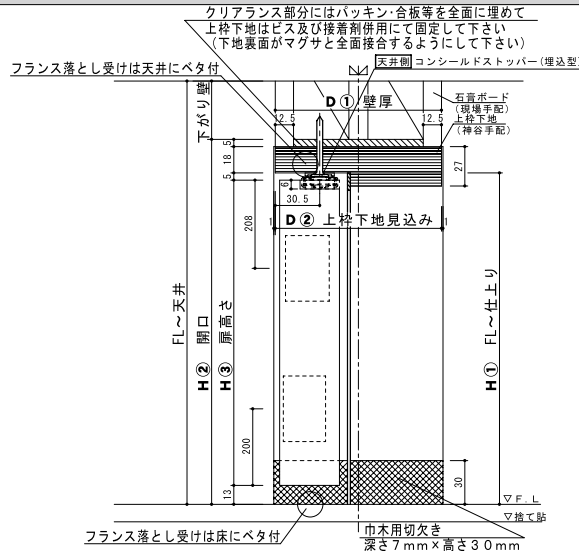 クリアランス部分にはパッキン・合板等を全面に埋めて
上枠下地はビス及び接着剤併用にて固定して下さい
(下地裏面がマグサと全面接合するようにして下さい)
フランス落とし受けは天井にベタ付
天井側 コンシールドストッパー(埋込型)
下がり壁
D① 壁厚
石膏ボード
(現場手配)
上枠下地
(神谷手配)
12.5
12.5
5
18
5
27
6
30.5
1
D② 上枠下地見込み
1
208
FL～天井
H② 開口
H③ 扉高さ
H① FL～仕上り
200
13
30
▽F.L
▽捨て貼
フランス落とし受けは床にベタ付
巾木用切欠き
深さ7mm×高さ30mm